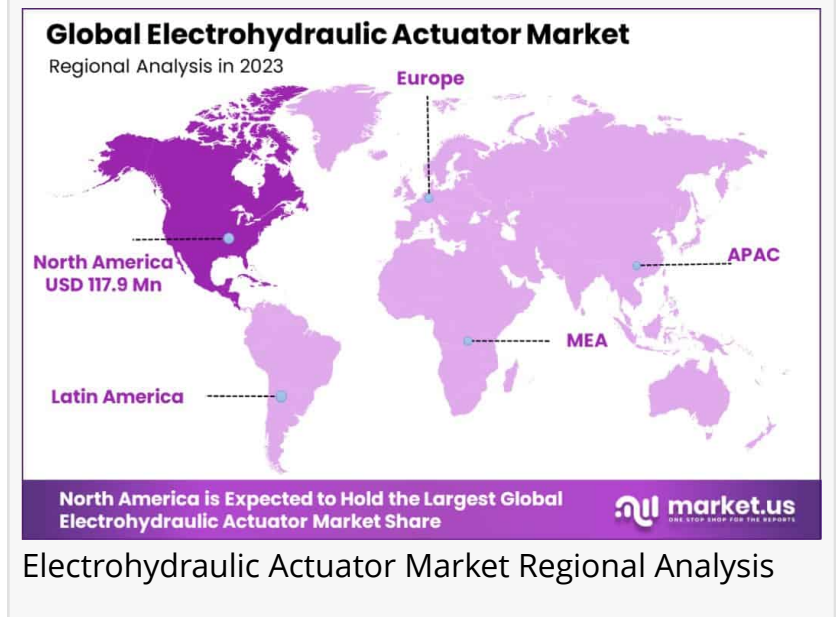 Global Electrohydraulic Actuator Market
Regional Analysis in 2023
Europe
North America
USD 117.9 Mn
APAC
MEA
Latin America
North America is Expected to Hold the Largest Global
Electrohydraulic Actuator Market Share
market.us
ONE STOP SHOP FOR THE REPORTS
Electrohydraulic Actuator Market Regional Analysis